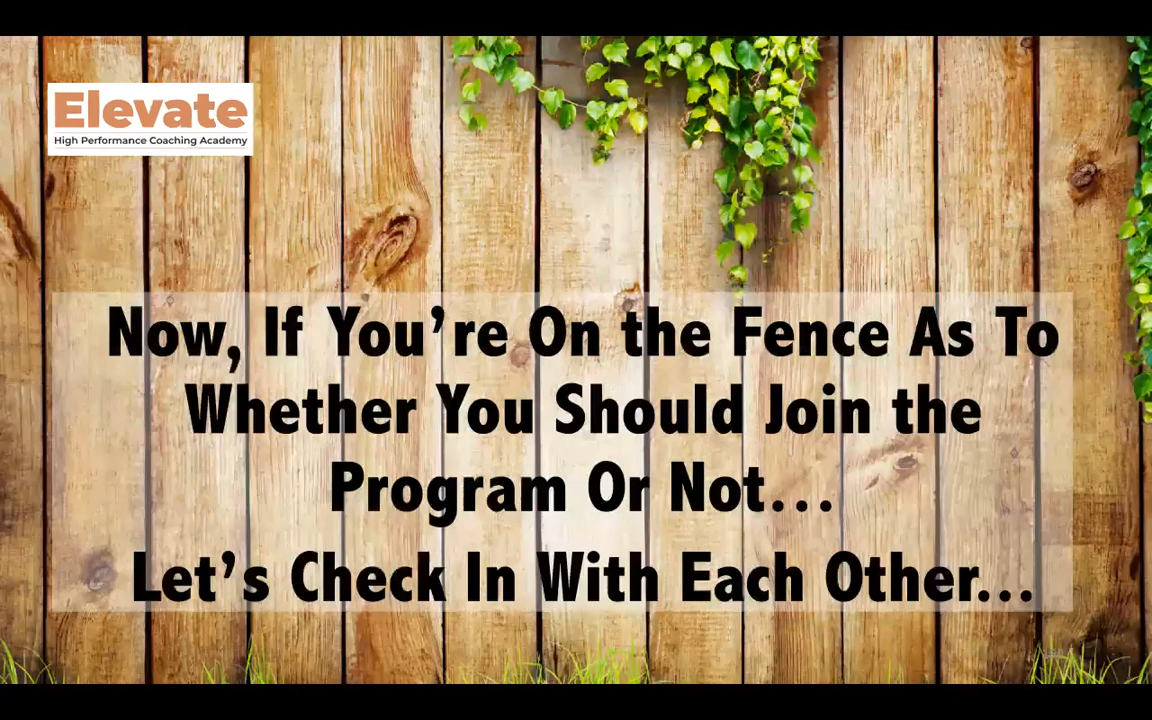 Elevate
High Performance Coaching Academy
Now, If You’re On the Fence As To
Whether You Should Join the
Program Or Not…
Let’s Check In With Each Other…